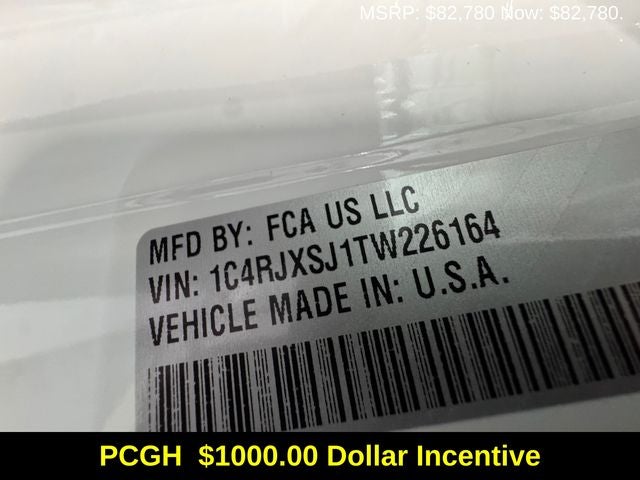 MSRP: $82,780 Now: $82,780.
MFD BY: FCA US LLC
VIN: 1C4RJXSJ1TW226164
VEHICLE MADE IN: U.S.A.
PCGH $1000.00 Dollar Incentive